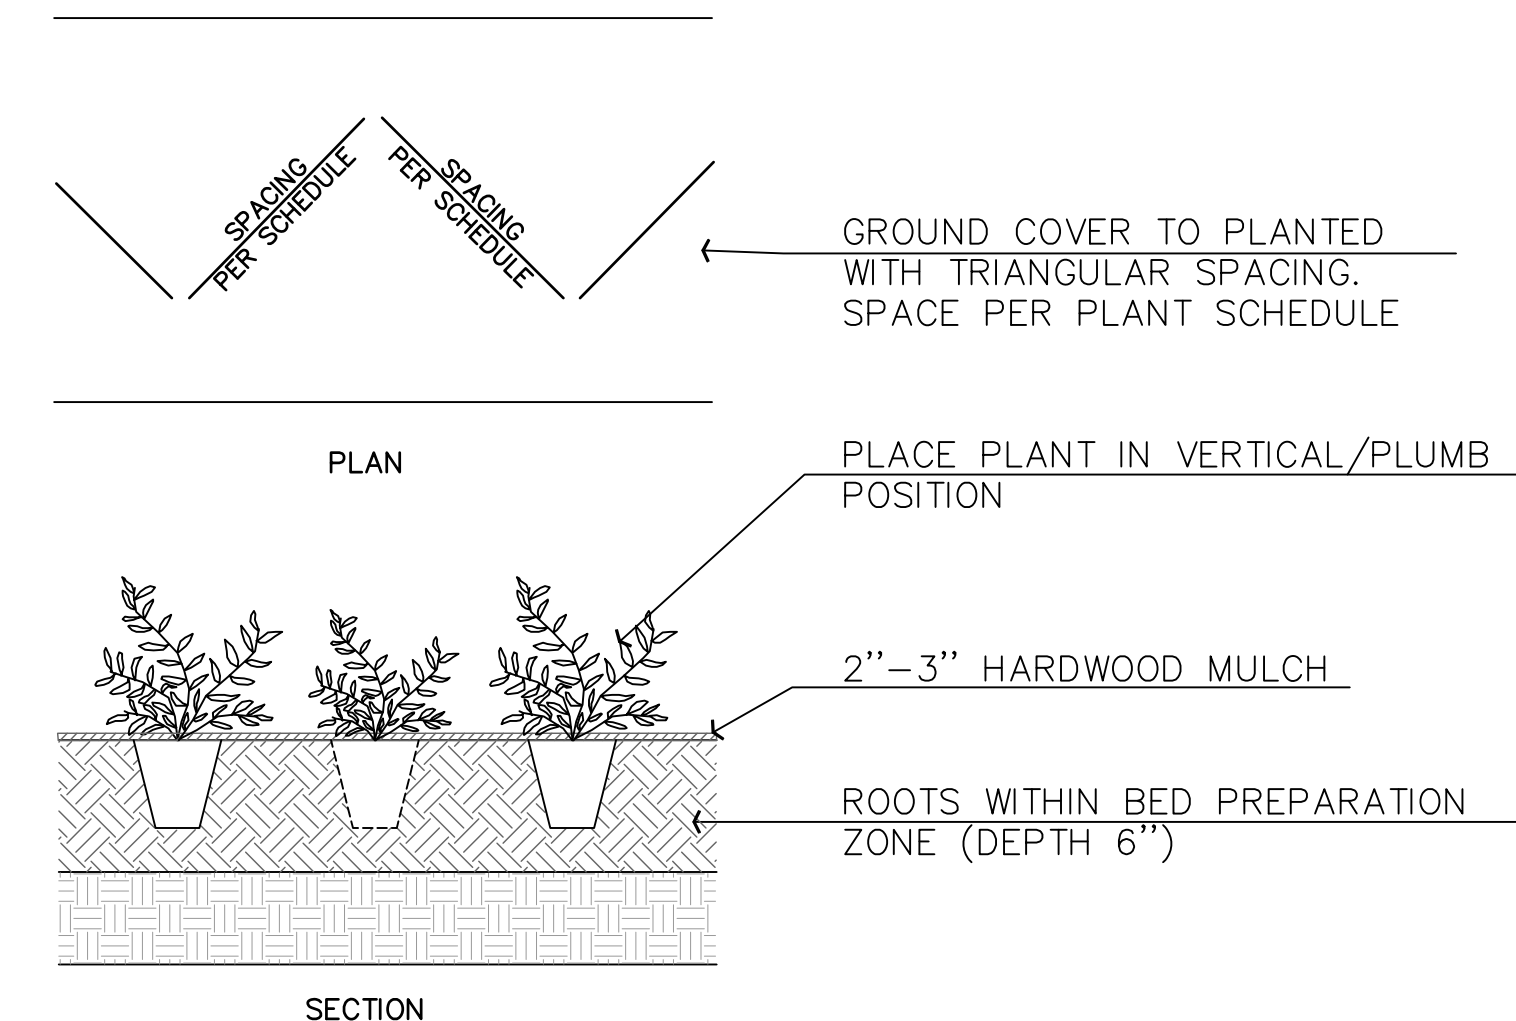 SPACING
PER SCHEDULE
SPACING
PER SCHEDULE
GROUND COVER TO PLANTED
WITH TRIANGULAR SPACING.
SPACE PER PLANT SCHEDULE
PLAN
PLACE PLANT IN VERTICAL/PLUMB
POSITION
2"-3" HARDWOOD MULCH
ROOTS WITHIN BED PREPARATION
ZONE (DEPTH 6")
SECTION